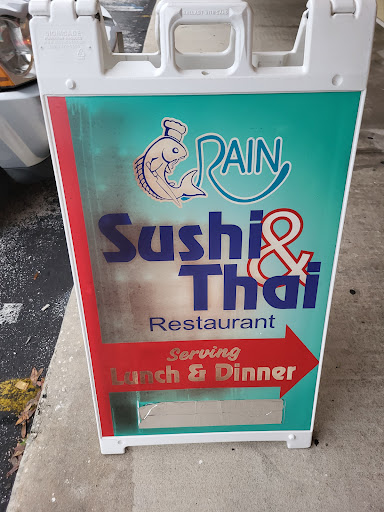 RAIN
Sushi &
Thai
Restaurant
Serving
Lunch & Dinner